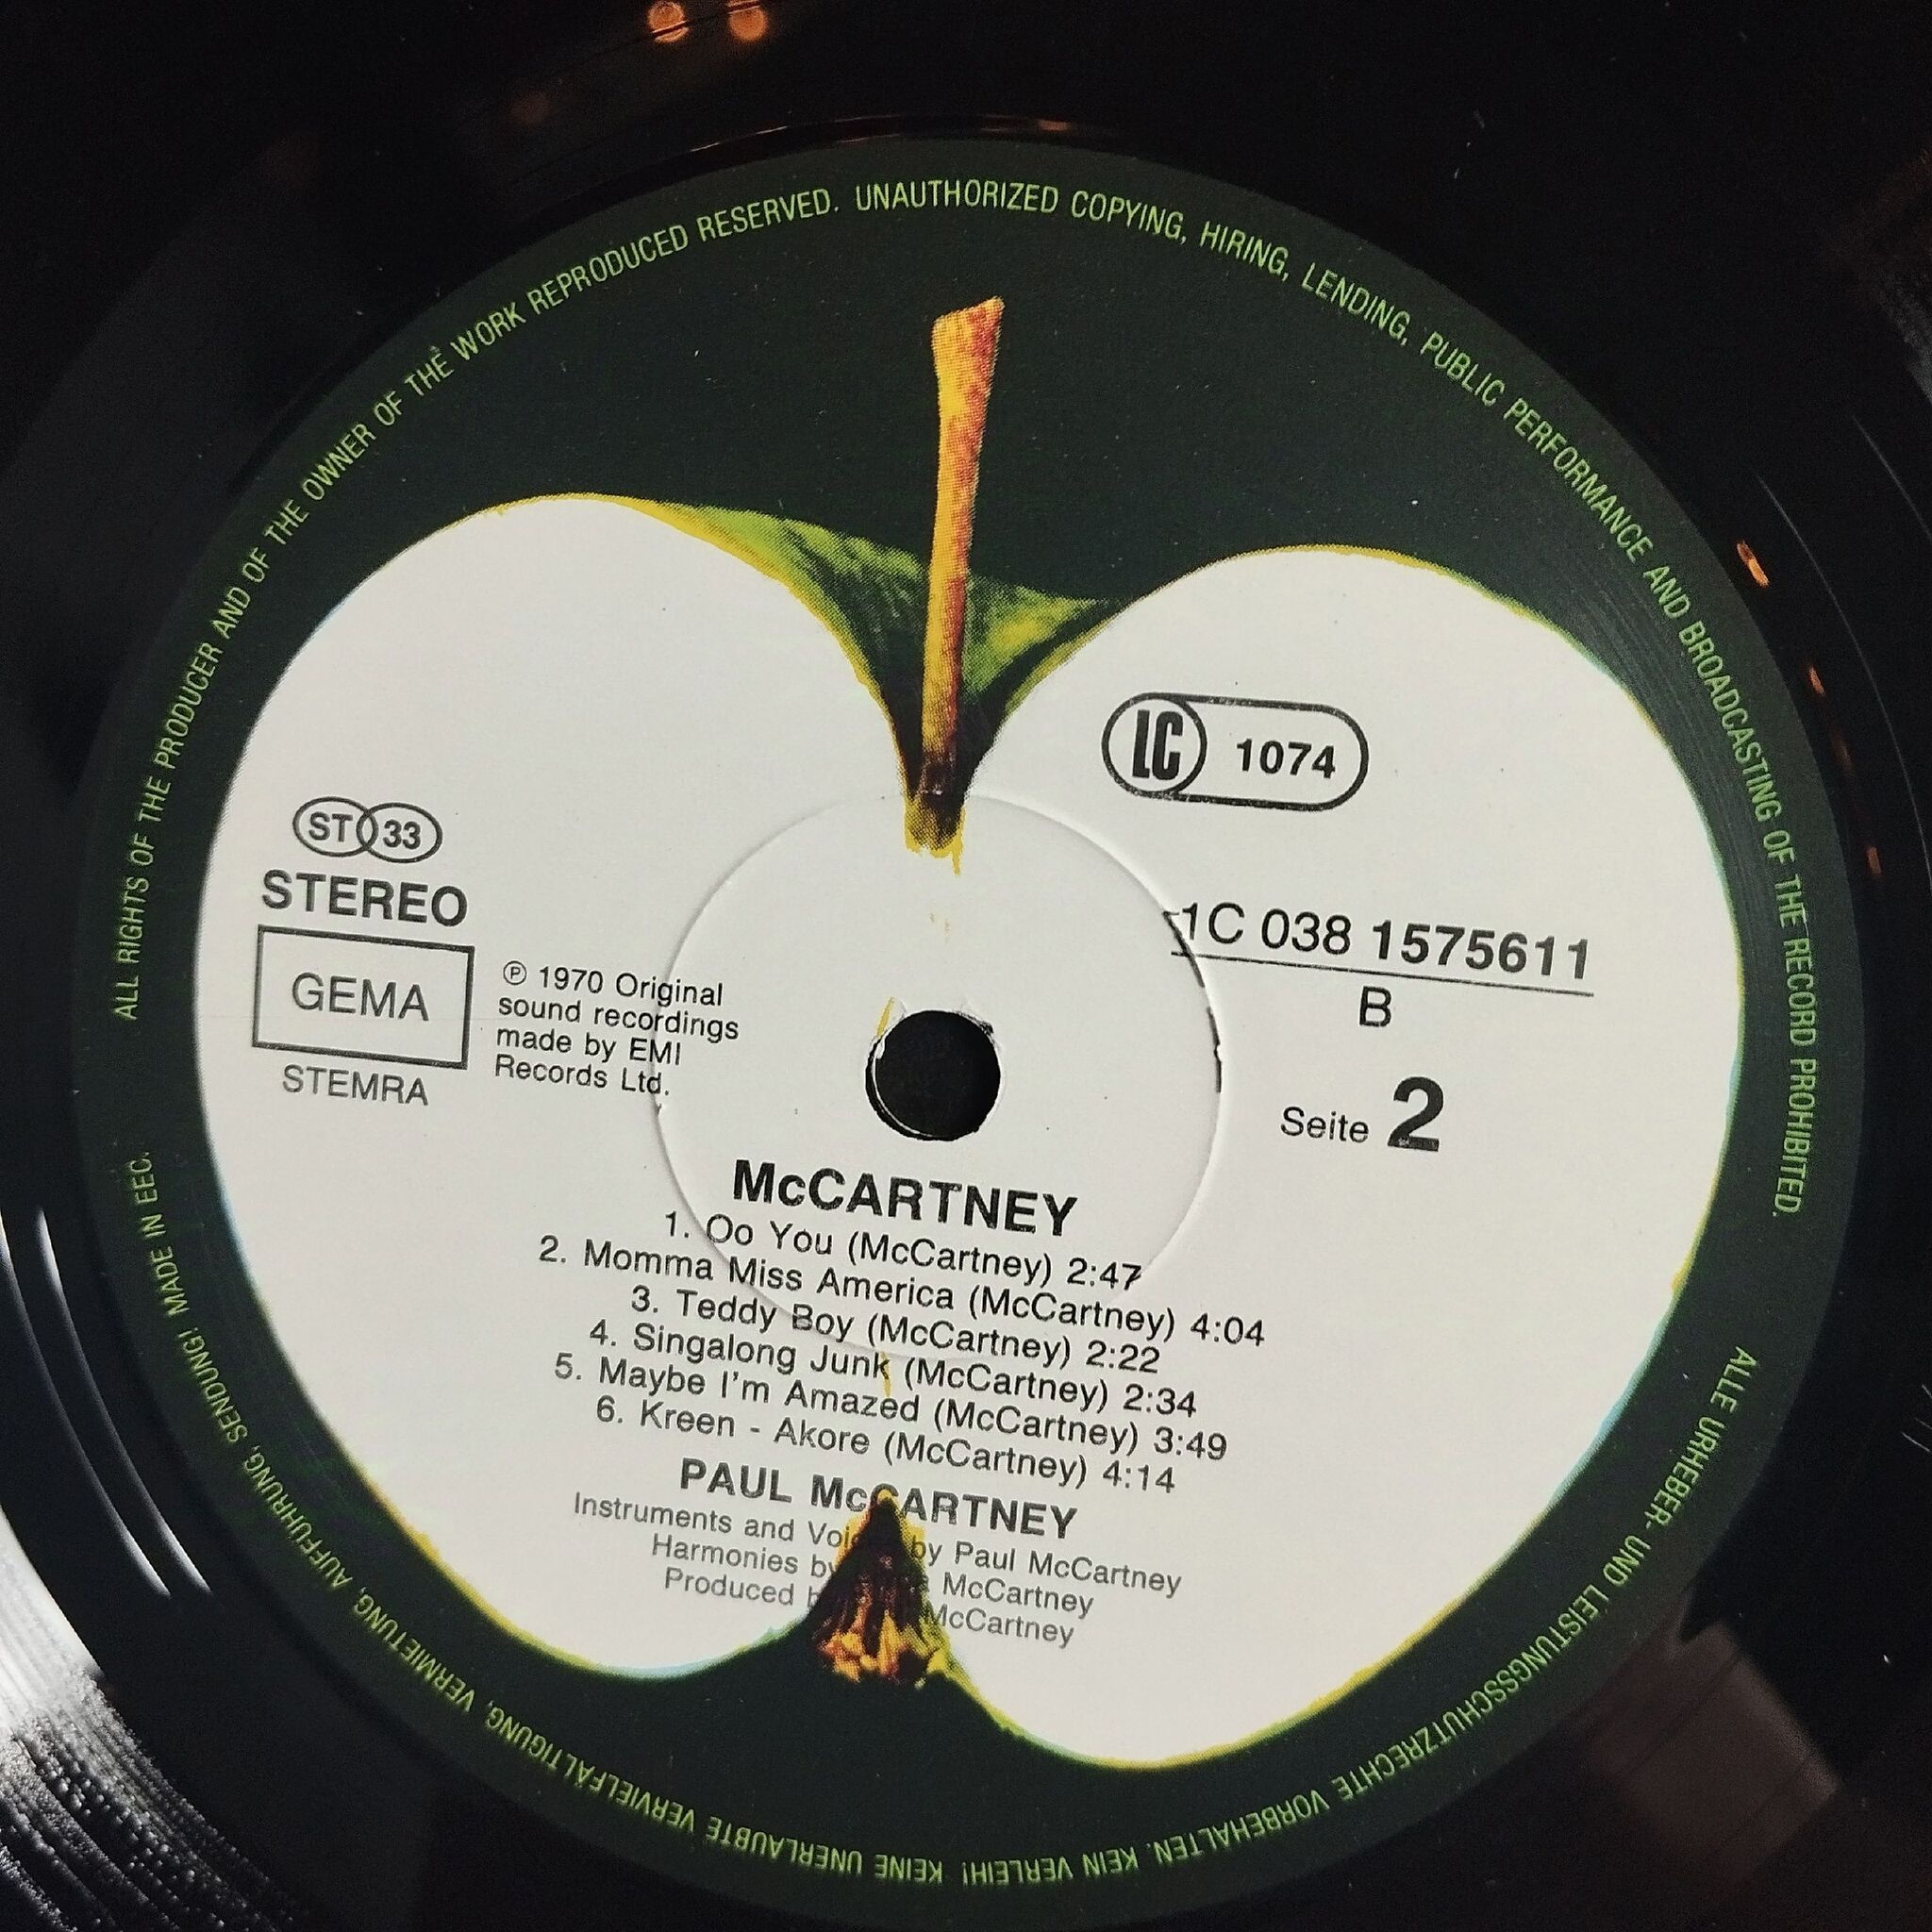 ALL RIGHTS OF THE PRODUCER AND OF THE OWNER OF THE WORK REPRODUCED RESERVED. UNAUTHORIZED COPYING, HIRING, LENDING, PUBLIC PERFORMANCE AND BROADCASTING OF THE RECORD PROHIBITED.
LC 1074
ST 33
STEREO
GEMA
STEMRA
℗ 1970 Original
sound recordings
made by EMI
Records Ltd.
1C 038 1575611
B
Seite 2
McCARTNEY
1. Oo You (McCartney) 2:47
2. Momma Miss America (McCartney) 4:04
3. Teddy Boy (McCartney) 2:22
4. Singalong Junk (McCartney) 2:34
5. Maybe I'm Amazed (McCartney) 3:49
6. Kreen - Akore (McCartney) 4:14
PAUL McCARTNEY
Instruments and by Paul McCartney
Harmonies by McCartney
Produced McCartney
ALLE URHEBER- UND LEISTUNGSSCHUTZRECHTE VORBEHALTEN. KEIN VERLEIH! KEINE UNERLAUBTE VERVIELFÄLTIGUNG, VERMIETUNG, AUFFÜHRUNG, SENDUNG! MADE IN EEC.